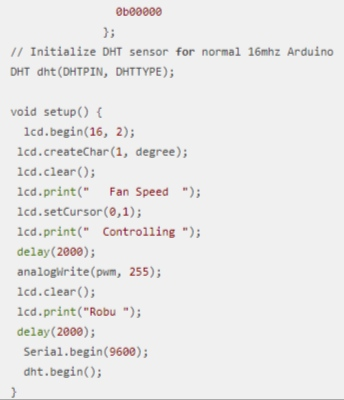 0b00000
};
// Initialize DHT sensor for normal 16mhz Arduino
DHT dht(DHTPIN, DHTTYPE);
void setup() {
lcd.begin(16, 2);
lcd.createChar(1, degree);
lcd.clear();
lcd.print("   Fan Speed  ");
lcd.setCursor(0,1);
lcd.print("  Controlling ");
delay(2000);
analogWrite(pwm, 255);
lcd.clear();
lcd.print("Robu ");
delay(2000);
Serial.begin(9600);
dht.begin();
}